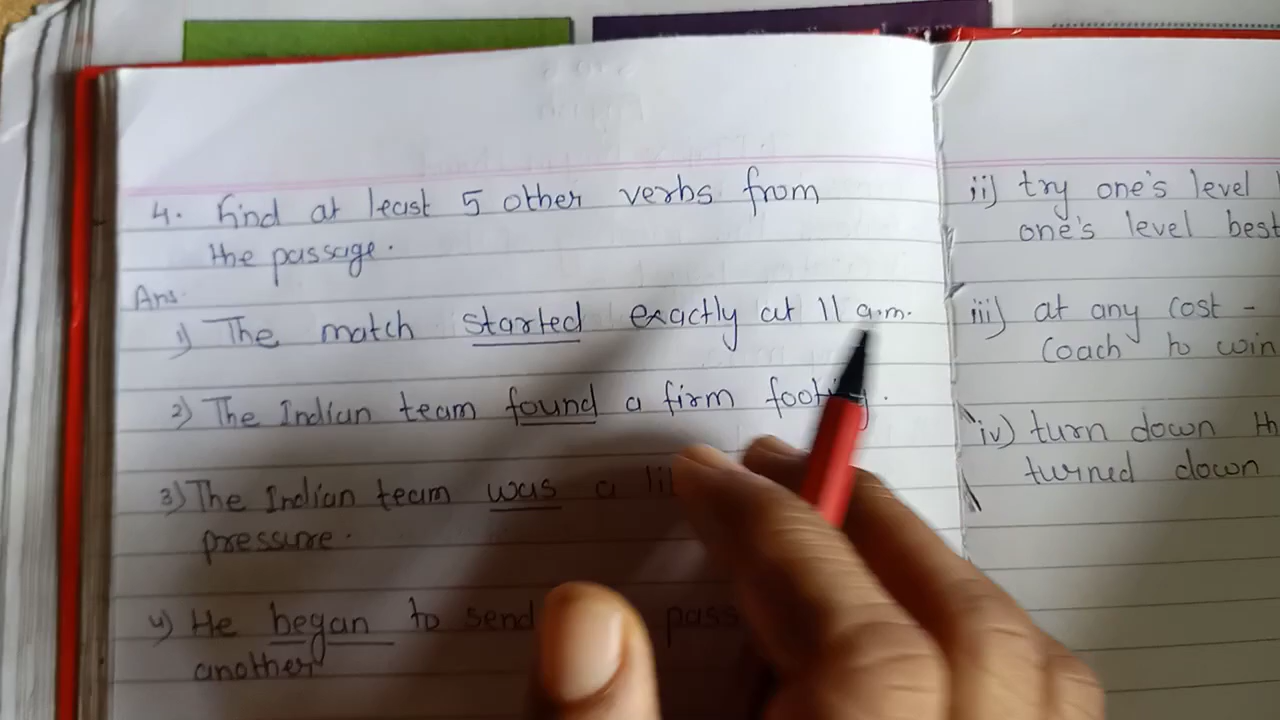 4. Find at least 5 other verbs from
the passage.
Ans.
1) The match started exactly at 11 a.m.
2) The Indian team found a firm footing.
3) The Indian team was a
pressure.
4) He began to send pass
another
ii) try one's level
one's level best
iii) at any cost -
Coach to win
iv) turn down
turned down